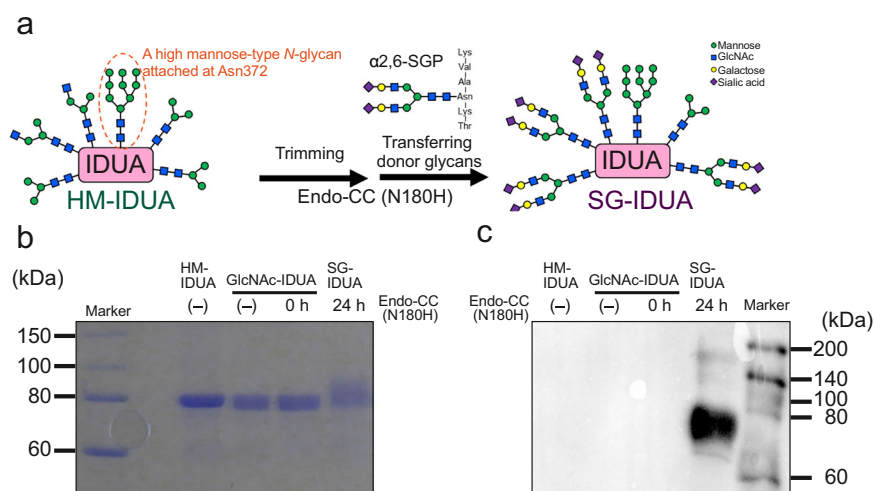 a
A high mannose-type N-glycan
attached at Asn372
α2,6-SGP
Lys
Val
Ala
Asn
Lys
Thr
Mannose
GlcNAc
Galactose
Sialic acid
IDUA
HM-IDUA
Trimming
Transferring
donor glycans
Endo-CC (N180H)
IDUA
SG-IDUA
b
(kDa)
Marker
HM-
IDUA
(–)
GlcNAc-IDUA
(–) 0 h
SG-
IDUA
24 h
Endo-CC
(N180H)
150
100
80
60
c
Endo-CC
(N180H)
HM-
IDUA
(–)
GlcNAc-IDUA
(–) 0 h
SG-
IDUA
24 h
Marker
(kDa)
200
140
100
80
60